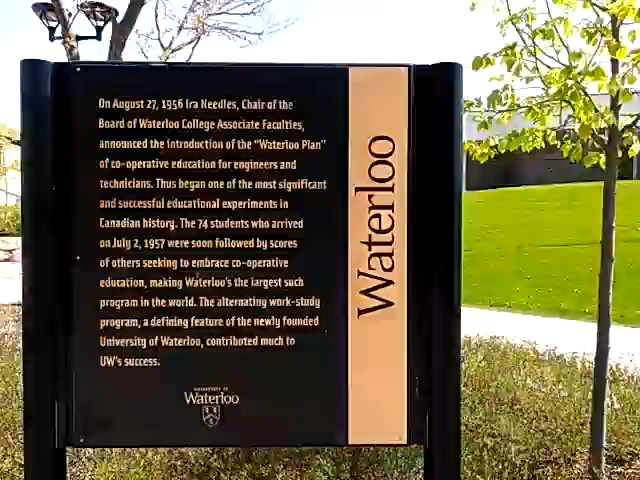 On August 27, 1956 Ira Needles, Chair of the
Board of Waterloo College Associate Faculties,
announced the introduction of the "Waterloo Plan"
of co-operative education for engineers and
technicians. Thus began one of the most significant
and successful educational experiments in
Canadian history. The 74 students who arrived
on July 2, 1957 were soon followed by scores
of others seeking to embrace co-operative
education, making Waterloo's the largest such
program in the world. The alternating work-study
program, a defining feature of the newly founded
University of Waterloo, contributed much to
UW's success.
UNIVERSITY OF
Waterloo
Waterloo